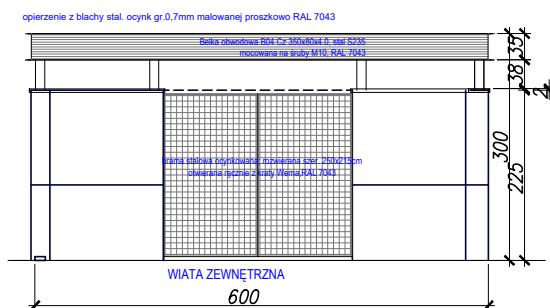 opierzenie z blachy stal. ocynk gr.0,7mm malowanej proszkowo RAL 7043
Belka obwodowa B04 Cz 350x80x4.0, stal S235
mocowana na śruby M10, RAL 7043
35
38
2
300
225
brama stalowa ocynkowana; rozwierana szer. 250x215cm
otwierana ręcznie z kraty Wema,RAL 7043
WIATA ZEWNĘTRZNA
600